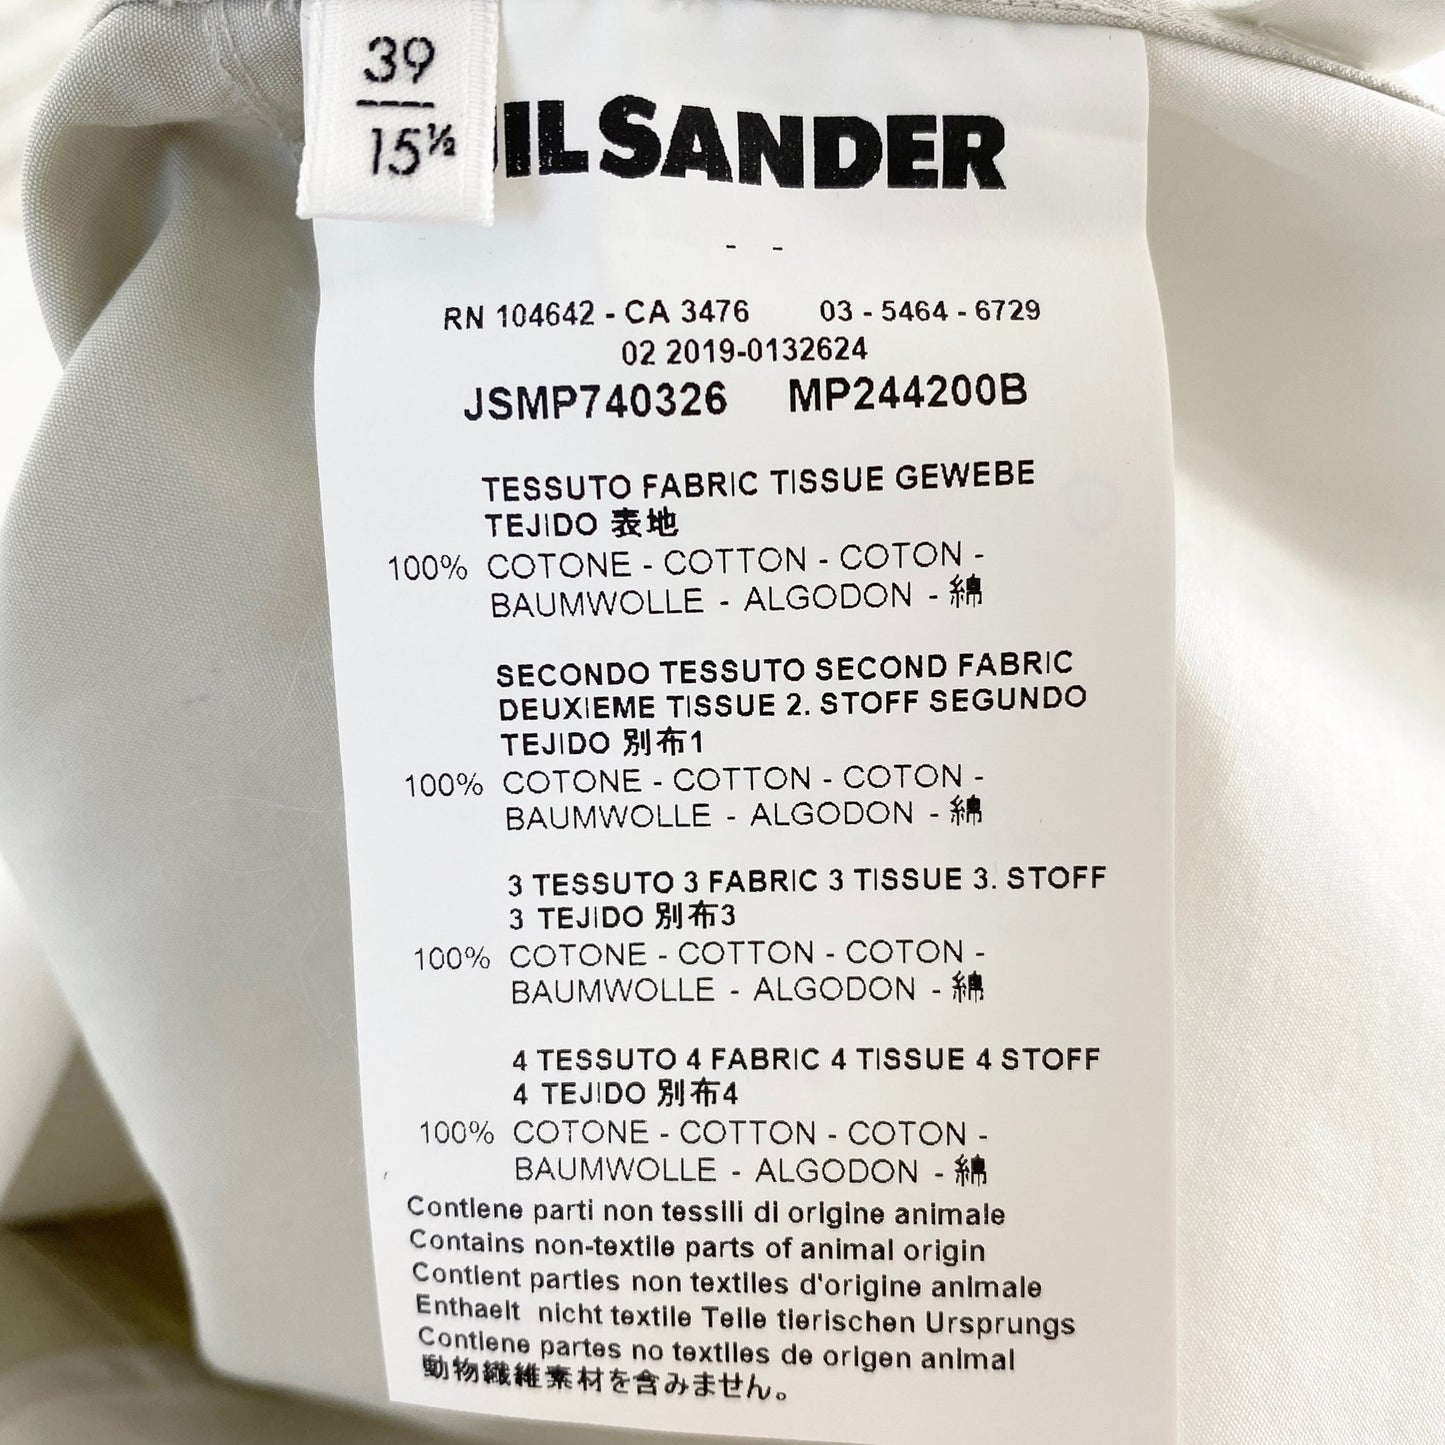 39
15½
JIL SANDER
- -
RN 104642 - CA 3476 03 - 5464 - 6729
02 2019-0132624
JSMP740326 MP244200B
TESSUTO FABRIC TISSUE GEWEBE
TEJIDO 表地
100% COTONE - COTTON - COTON -
BAUMWOLLE - ALGODON - 綿
SECONDO TESSUTO SECOND FABRIC
DEUXIEME TISSUE 2. STOFF SEGUNDO
TEJIDO 別布1
100% COTONE - COTTON - COTON -
BAUMWOLLE - ALGODON - 綿
3 TESSUTO 3 FABRIC 3 TISSUE 3. STOFF
3 TEJIDO 別布3
100% COTONE - COTTON - COTON -
BAUMWOLLE - ALGODON - 綿
4 TESSUTO 4 FABRIC 4 TISSUE 4 STOFF
4 TEJIDO 別布4
100% COTONE - COTTON - COTON -
BAUMWOLLE - ALGODON - 綿
Contiene parti non tessili di origine animale
Contains non-textile parts of animal origin
Contient parties non textiles d'origine animale
Enthaelt nicht textile Teile tierischen Ursprungs
Contiene partes no textiles de origen animal
動物繊維素材を含みません。